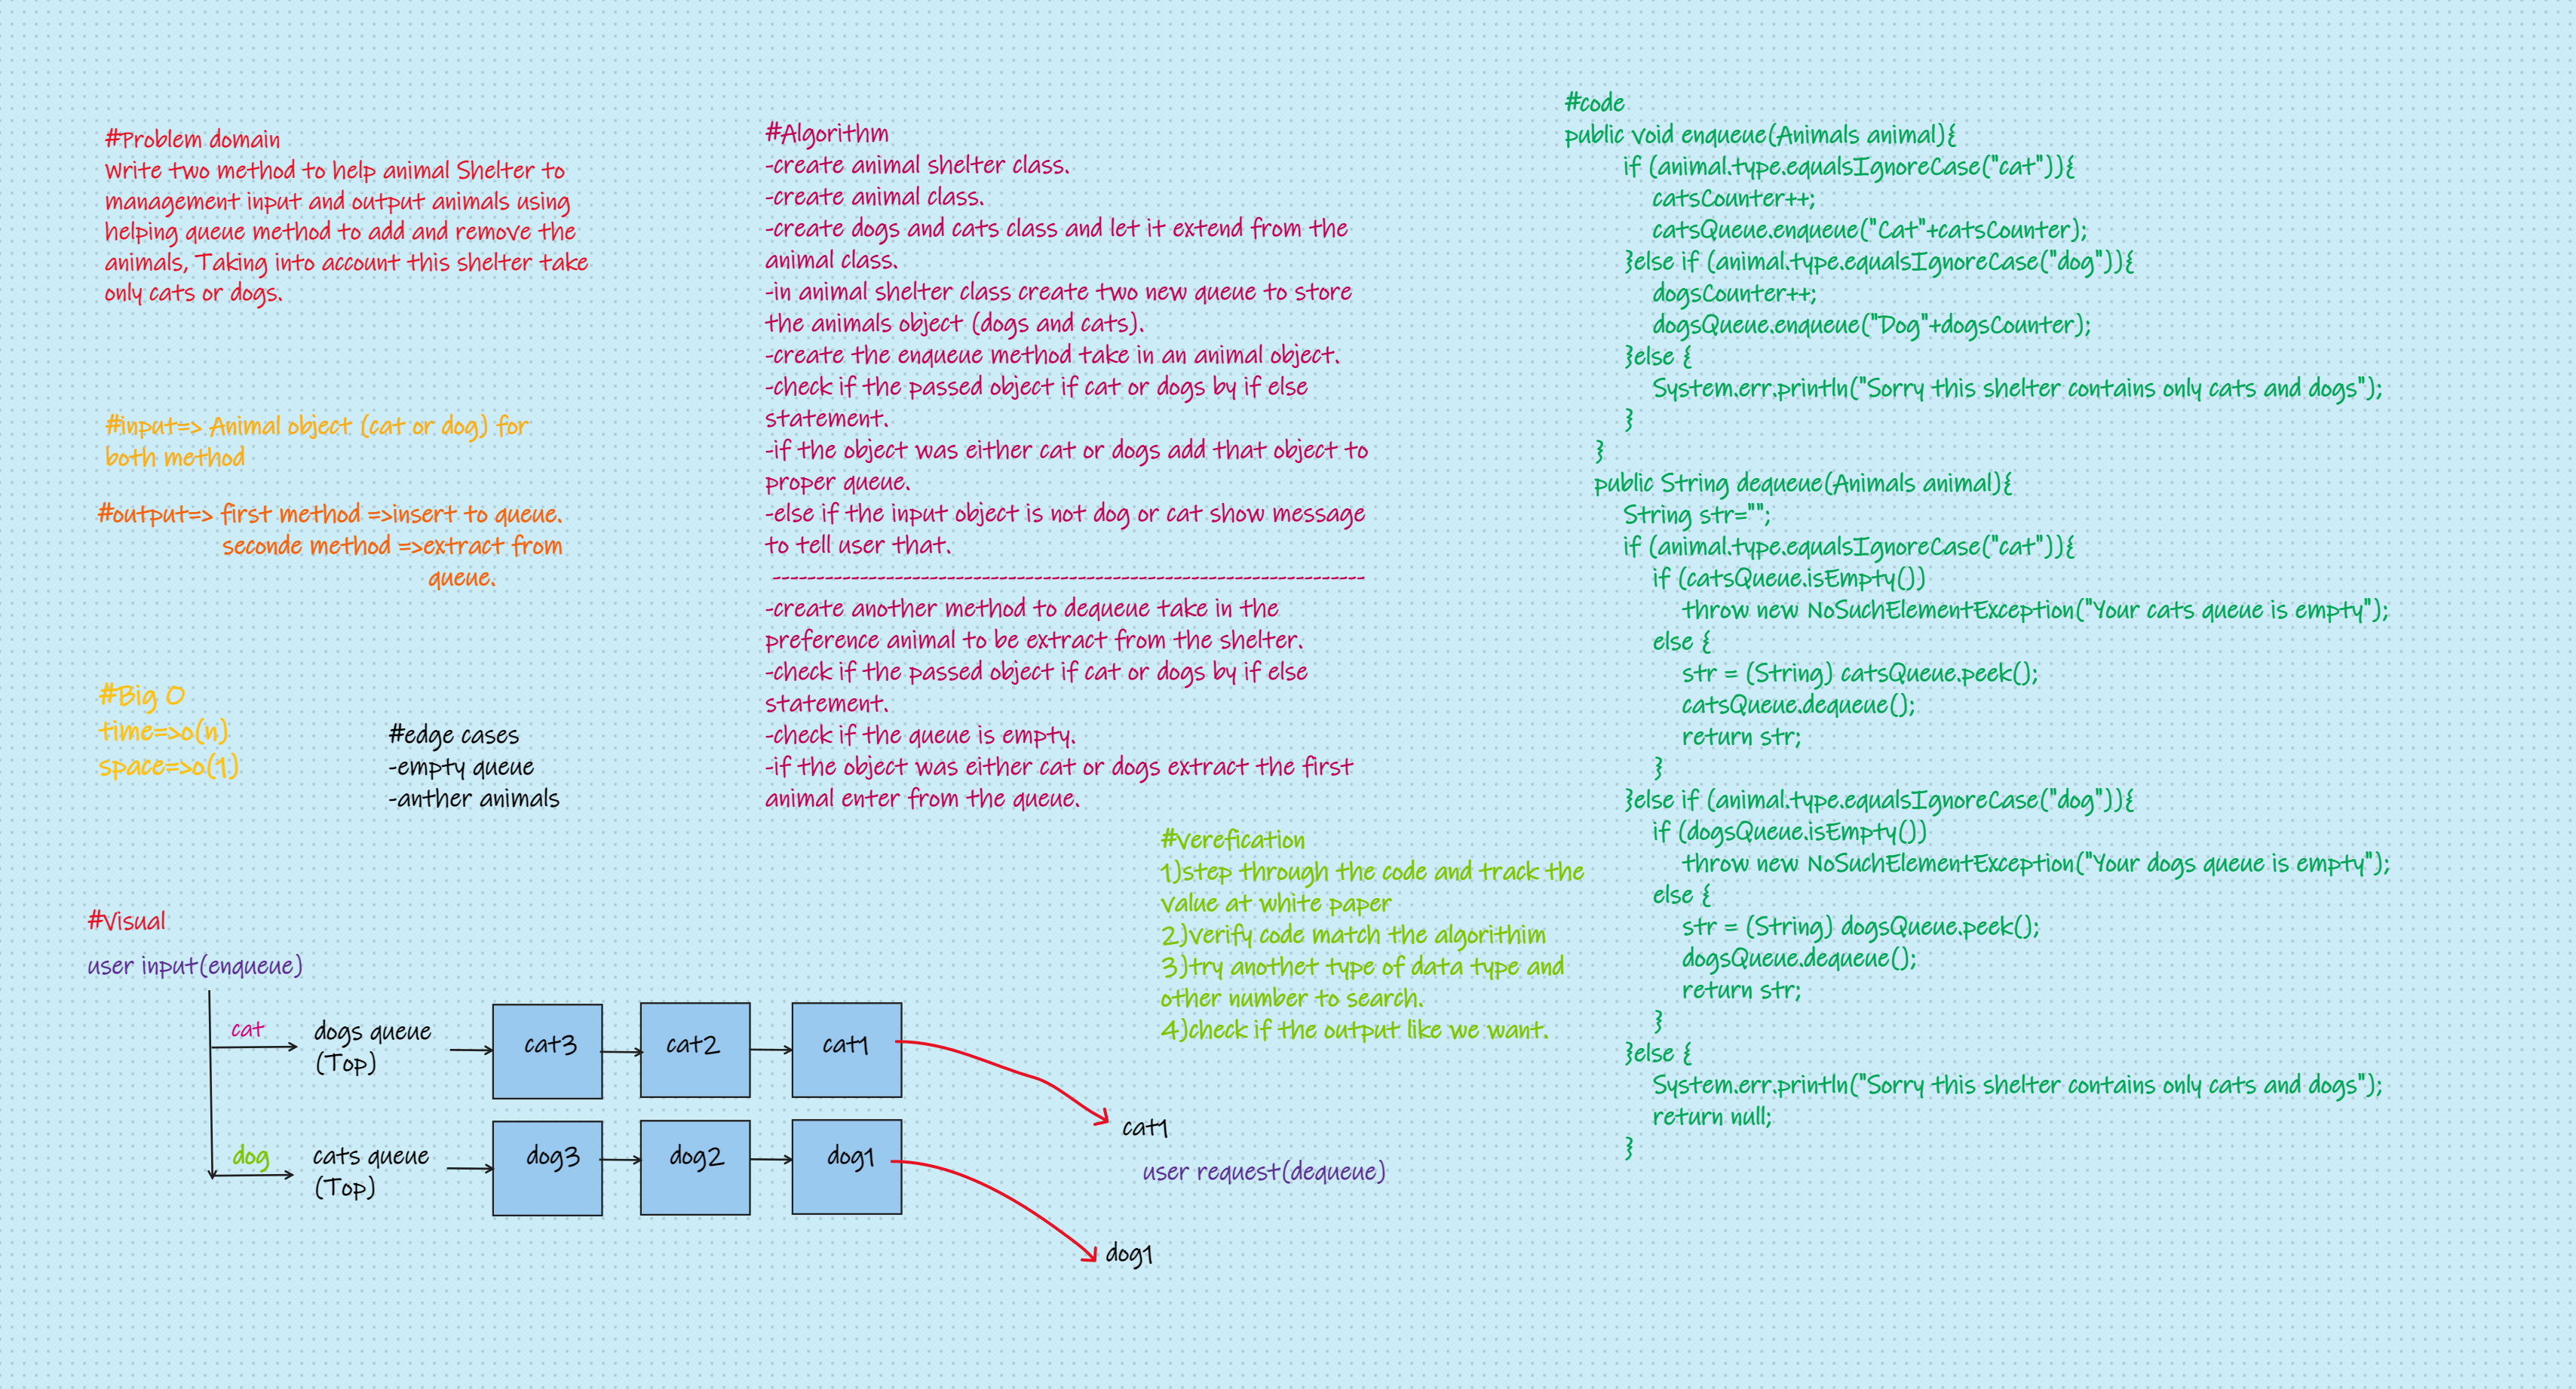 #Problem domain
Write two method to help animal Shelter to
management input and output animals using
helping queue method to add and remove the
animals, Taking into account this shelter take
only cats or dogs.
#input=> Animal object (cat or dog) for
both method
#output=> first method =>insert to queue.
seconde method =>extract from
queue.
#Big O
time=>o(n)
space=>o(1)
#edge cases
-empty queue
-anther animals
#Algorithm
-create animal shelter class.
-create animal class.
-create dogs and cats class and let it extend from the
animal class.
-in animal shelter class create two new queue to store
the animals object (dogs and cats).
-create the enqueue method take in an animal object.
-check if the passed object if cat or dogs by if else
statement.
-if the object was either cat or dogs add that object to
proper queue.
-else if the input object is not dog or cat show message
to tell user that.
--------------------------------------------------------------------
-create another method to dequeue take in the
preference animal to be extract from the shelter.
-check if the passed object if cat or dogs by if else
statement.
-check if the queue is empty.
-if the object was either cat or dogs extract the first
animal enter from the queue.
#verefication
1)step through the code and track the
value at white paper
2)verify code match the algorithim
3)try anothet type of data type and
other number to search.
4)check if the output like we want.
#Visual
user input(enqueue)
cat
dogs queue
(Top)
cat3
cat2
cat1
cat1
dog
cats queue
(Top)
dog3
dog2
dog1
user request(dequeue)
dog1
#code
public void enqueue(Animals animal){
if (animal.type.equalsIgnoreCase("cat")){
catsCounter++;
catsQueue.enqueue("Cat"+catsCounter);
}else if (animal.type.equalsIgnoreCase("dog")){
dogsCounter++;
dogsQueue.enqueue("Dog"+dogsCounter);
}else {
System.err.println("Sorry this shelter contains only cats and dogs");
}
}
public String dequeue(Animals animal){
String str="";
if (animal.type.equalsIgnoreCase("cat")){
if (catsQueue.isEmpty())
throw new NoSuchElementException("Your cats queue is empty");
else {
str = (String) catsQueue.peek();
catsQueue.dequeue();
return str;
}
}else if (animal.type.equalsIgnoreCase("dog")){
if (dogsQueue.isEmpty())
throw new NoSuchElementException("Your dogs queue is empty");
else {
str = (String) dogsQueue.peek();
dogsQueue.dequeue();
return str;
}
}else {
System.err.println("Sorry this shelter contains only cats and dogs");
return null;
}